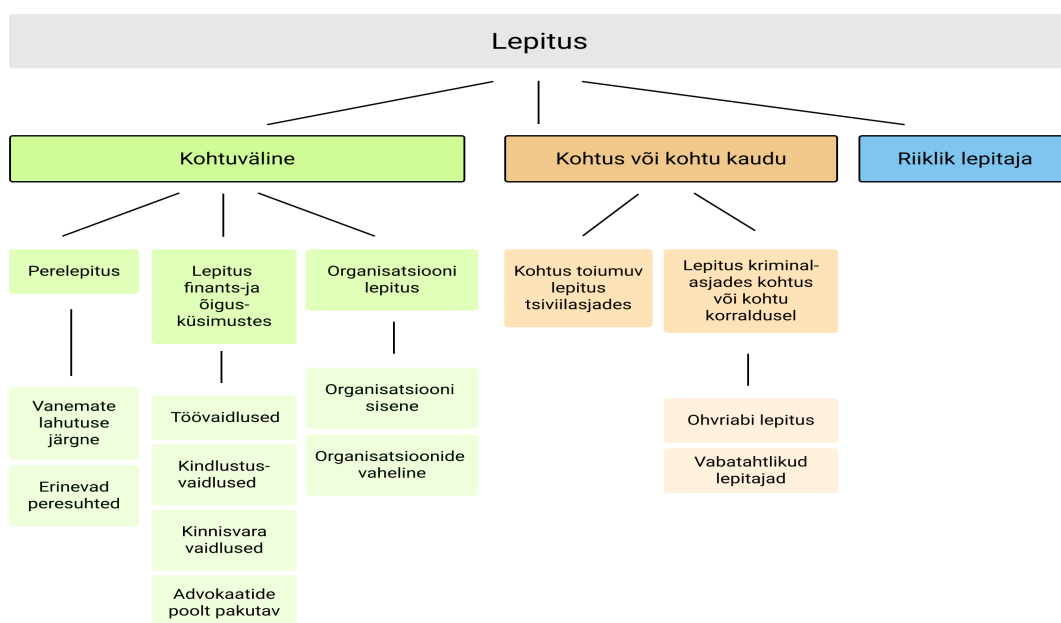 Lepitus
Kohtuväline
Kohtus või kohtu kaudu
Riiklik lepitaja
Perelepitus
Lepitus
finants-ja
õigus-
küsimustes
Organisatsiooni
lepitus
Kohtus toiumuv
lepitus
tsiviilasjades
Lepitus kriminal-
asjades kohtus
või kohtu
korraldusel
Vanemate
lahutuse
järgne
Erinevad
peresuhted
Töövaidlused
Kindlustus-
vaidlused
Kinnisvara
vaidlused
Advokaatide
poolt pakutav
Organisatsiooni
sisene
Organisatsioonide
vaheline
Ohvriabi lepitus
Vabatahtlikud
lepitajad